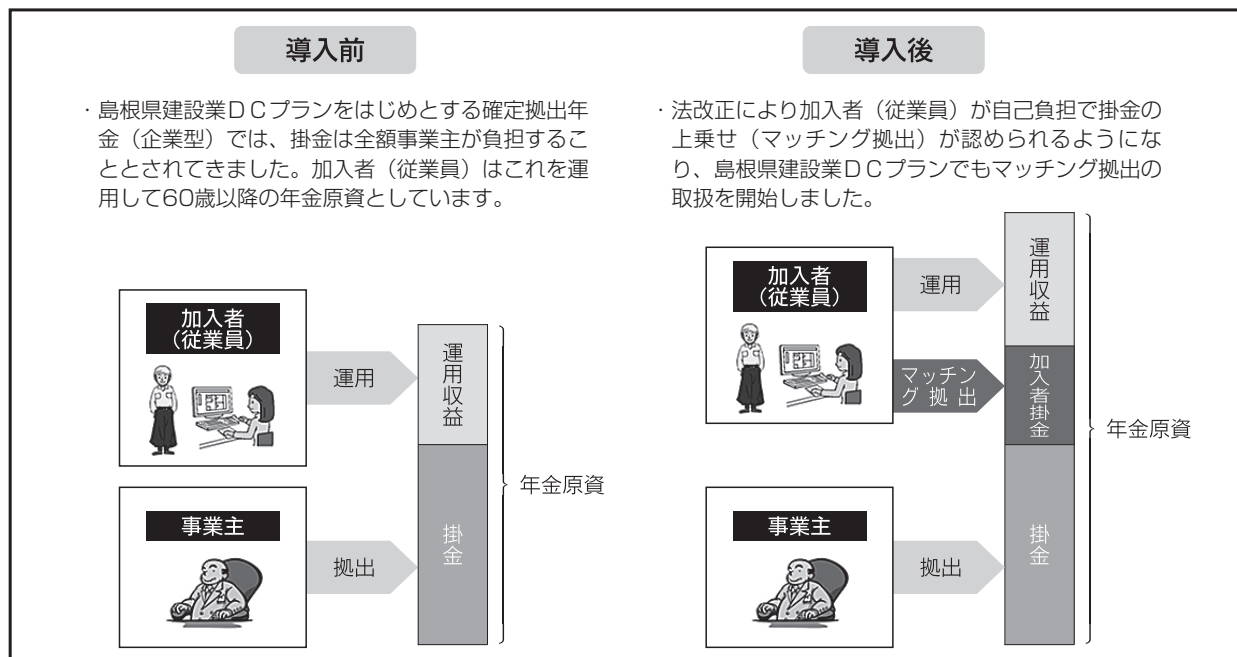 導入前
・島根県建設業DCプランをはじめとする確定拠出年
金（企業型）では、掛金は全額事業主が負担するこ
ととされてきました。加入者（従業員）はこれを運
用して60歳以降の年金原資としています。
加入者
（従業員）
運用
運用収益
事業主
拠出
掛金
年金原資
導入後
・法改正により加入者（従業員）が自己負担で掛金の
上乗せ（マッチング拠出）が認められるようにな
り、島根県建設業DCプランでもマッチング拠出の
取扱を開始しました。
加入者
（従業員）
運用
マッチン
グ拠出
運用収益
加入者掛金
事業主
拠出
掛金
年金原資